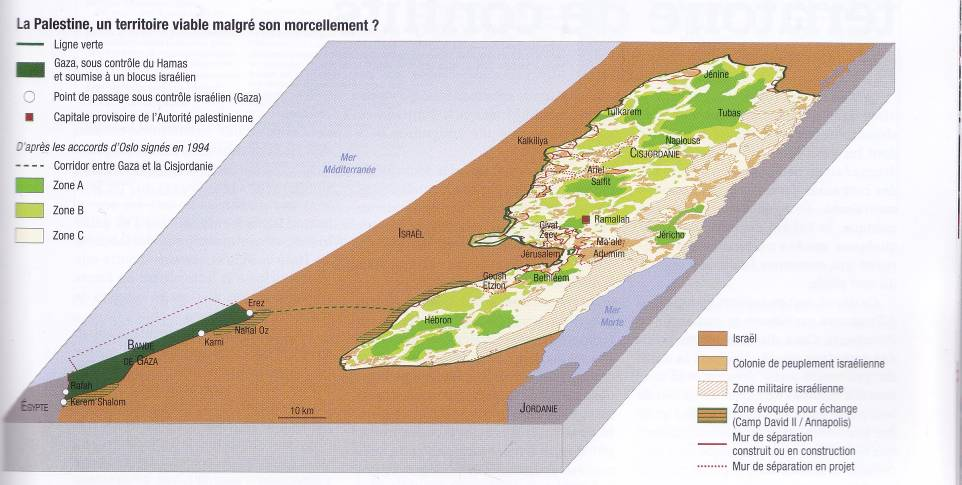 La Palestine, un territoire viable malgré son morcellement ?
Ligne verte
Gaza, sous contrôle du Hamas
et soumise à un blocus israélien
Point de passage sous contrôle israélien (Gaza)
Capitale provisoire de l'Autorité palestinienne
D'après les acccords d'Oslo signés en 1994
Corridor entre Gaza et la Cisjordanie
Zone A
Zone B
Zone C
Mer
Méditerranée
ISRAËL
Jénine
Tulkarem
Tubas
Kalkiliya
Naplouse
CISJORDANIE
Ariel
Salfit
Ramallah
Givat
Zeev
Jéricho
Ma'ale
Adumim
Jerusalem
Goush
Etzion
Bethléem
Hébron
Mer
Morte
Erez
Nahal Oz
Karni
BANDE
DE GAZA
Rafah
Kerem Shalom
ÉGYPTE
10 km
JORDANIE
Israël
Colonie de peuplement israélienne
Zone militaire israélienne
Zone évoquée pour échange
(Camp David II / Annapolis)
Mur de séparation
construit ou en construction
Mur de séparation en projet